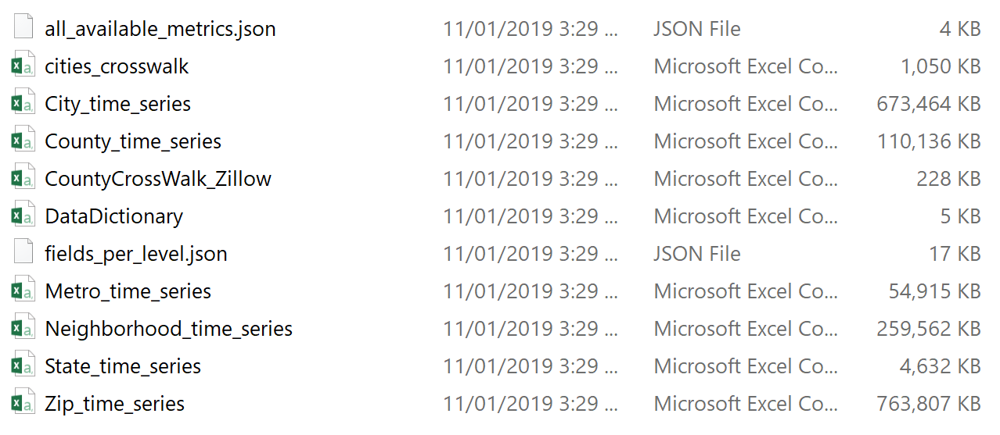 all_available_metrics.json 11/01/2019 3:29 ... JSON File 4 KB
cities_crosswalk 11/01/2019 3:29 ... Microsoft Excel Co... 1,050 KB
City_time_series 11/01/2019 3:29 ... Microsoft Excel Co... 673,464 KB
County_time_series 11/01/2019 3:29 ... Microsoft Excel Co... 110,136 KB
CountyCrossWalk_Zillow 11/01/2019 3:29 ... Microsoft Excel Co... 228 KB
DataDictionary 11/01/2019 3:29 ... Microsoft Excel Co... 5 KB
fields_per_level.json 11/01/2019 3:29 ... JSON File 17 KB
Metro_time_series 11/01/2019 3:29 ... Microsoft Excel Co... 54,915 KB
Neighborhood_time_series 11/01/2019 3:29 ... Microsoft Excel Co... 259,562 KB
State_time_series 11/01/2019 3:29 ... Microsoft Excel Co... 4,632 KB
Zip_time_series 11/01/2019 3:29 ... Microsoft Excel Co... 763,807 KB